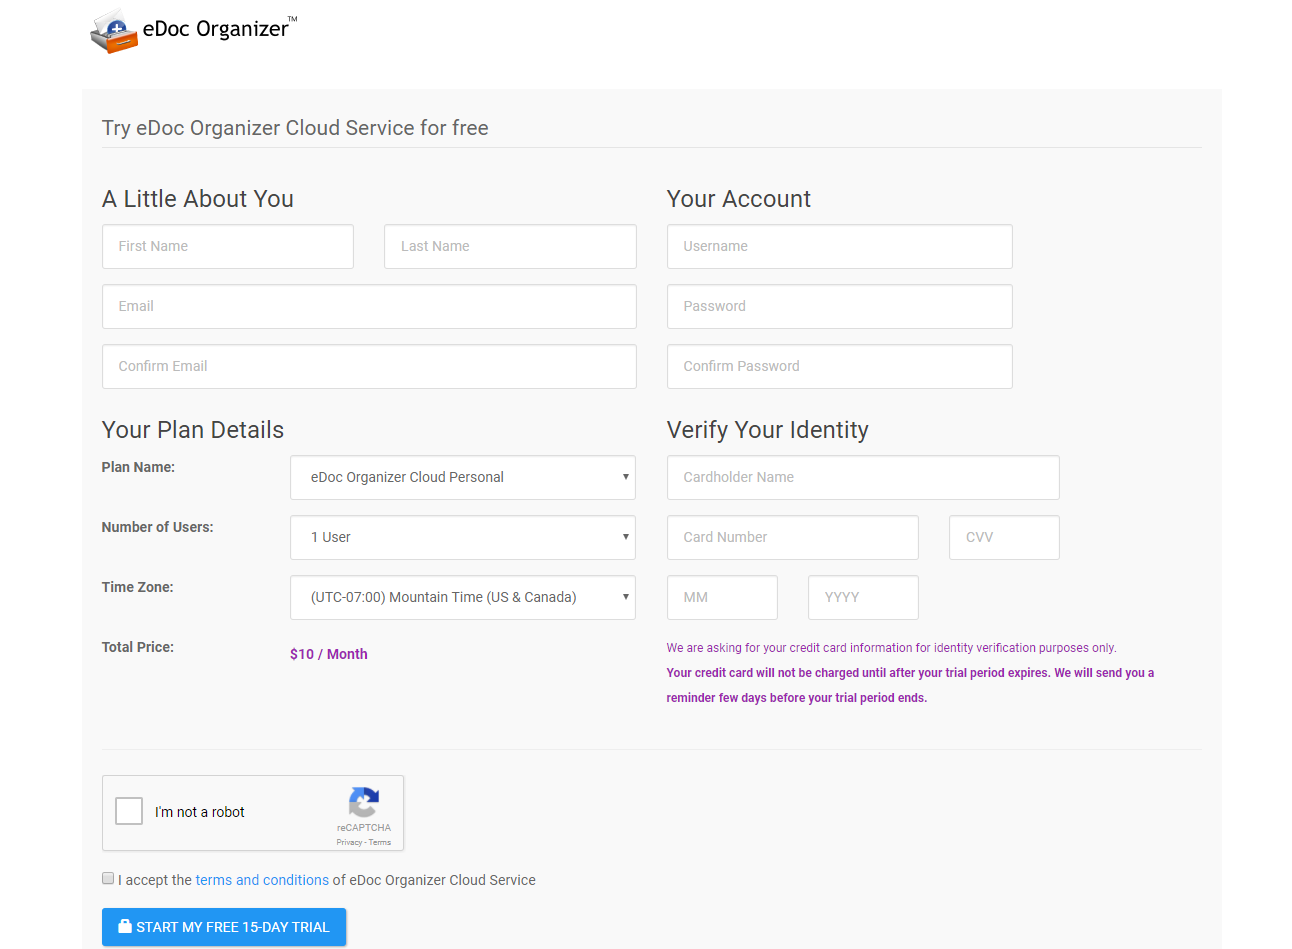 eDoc Organizer™
Try eDoc Organizer Cloud Service for free
A Little About You
First Name
Last Name
Email
Confirm Email
Your Account
Username
Password
Confirm Password
Your Plan Details
Plan Name:
eDoc Organizer Cloud Personal
Number of Users:
1 User
Time Zone:
(UTC-07:00) Mountain Time (US & Canada)
Total Price:
$10 / Month
Verify Your Identity
Cardholder Name
Card Number
CVV
MM
YYYY
We are asking for your credit card information for identity verification purposes only.
Your credit card will not be charged until after your trial period expires. We will send you a
reminder few days before your trial period ends.
I'm not a robot
reCAPTCHA
Privacy - Terms
I accept the terms and conditions of eDoc Organizer Cloud Service
START MY FREE 15-DAY TRIAL